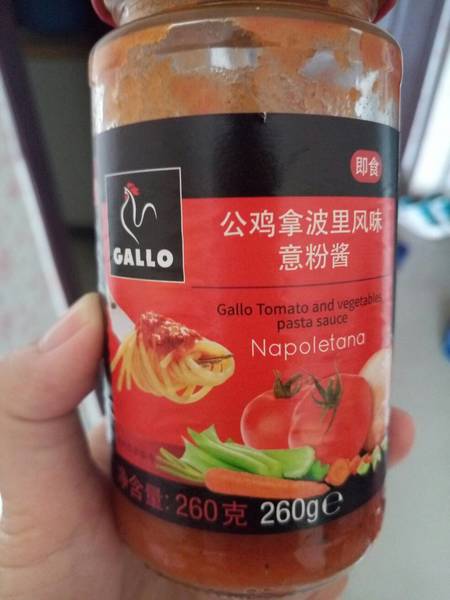 即食
GALLO
公鸡拿波里风味
意粉酱
Gallo Tomato and vegetables
pasta sauce
Napoletana
净含量: 260克 260g℮